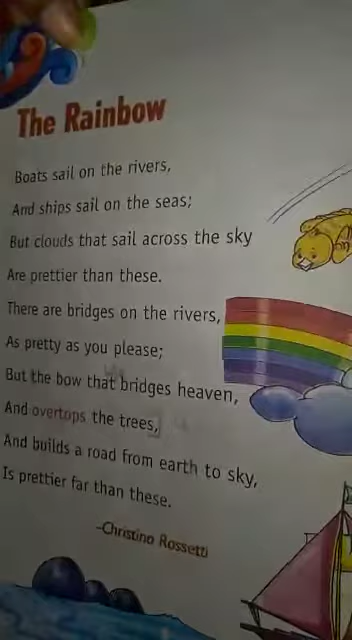 The Rainbow
Boats sail on the rivers,
And ships sail on the seas;
But clouds that sail across the sky
Are prettier than these.
There are bridges on the rivers,
As pretty as you please;
But the bow that bridges heaven,
And overtops the trees,
And builds a road from earth to sky,
Is prettier far than these.
-Christina Rossetti